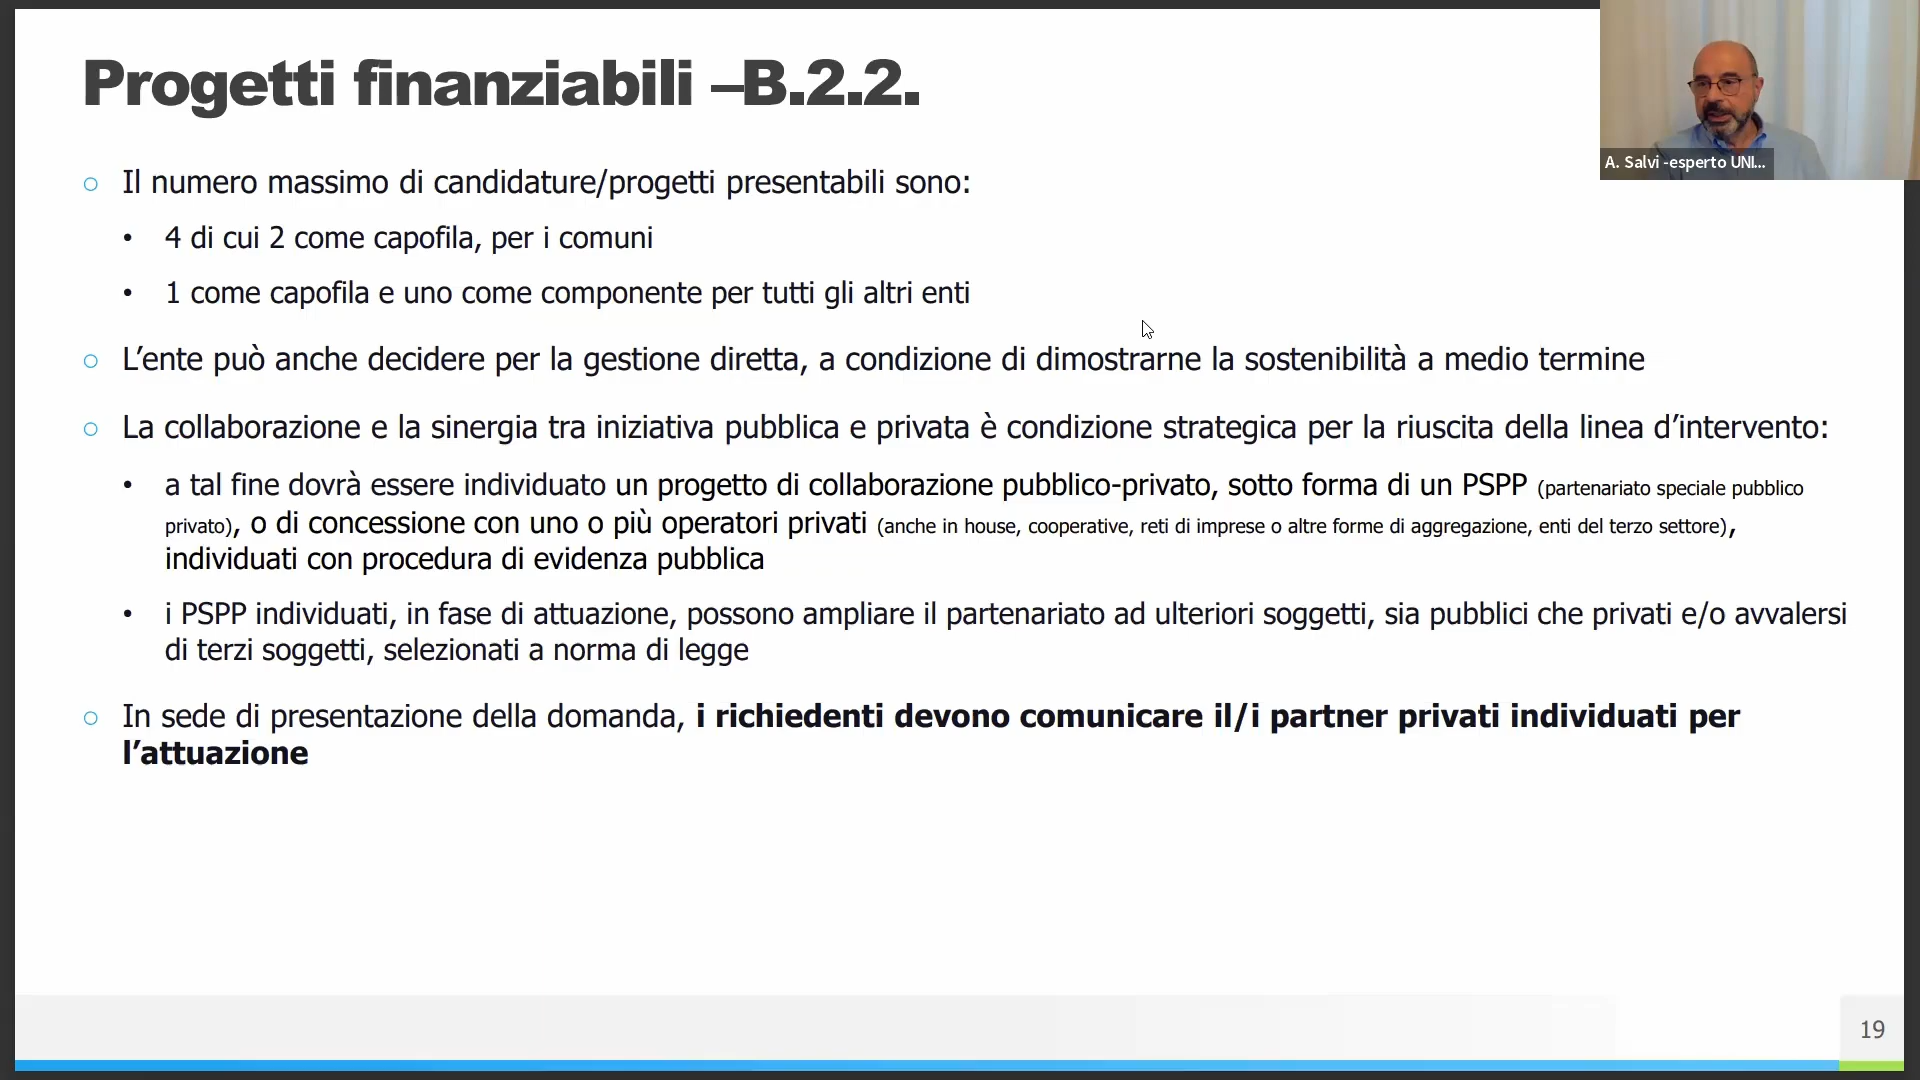 Progetti finanziabili –B.2.2.
A. Salvi -esperto UNI...
Il numero massimo di candidature/progetti presentabili sono:
4 di cui 2 come capofila, per i comuni
1 come capofila e uno come componente per tutti gli altri enti
L’ente può anche decidere per la gestione diretta, a condizione di dimostrarne la sostenibilità a medio termine
La collaborazione e la sinergia tra iniziativa pubblica e privata è condizione strategica per la riuscita della linea d’intervento:
a tal fine dovrà essere individuato un progetto di collaborazione pubblico-privato, sotto forma di un PSPP (partenariato speciale pubblico
privato), o di concessione con uno o più operatori privati (anche in house, cooperative, reti di imprese o altre forme di aggregazione, enti del terzo settore),
individuati con procedura di evidenza pubblica
i PSPP individuati, in fase di attuazione, possono ampliare il partenariato ad ulteriori soggetti, sia pubblici che privati e/o avvalersi
di terzi soggetti, selezionati a norma di legge
In sede di presentazione della domanda, i richiedenti devono comunicare il/i partner privati individuati per
l’attuazione
19